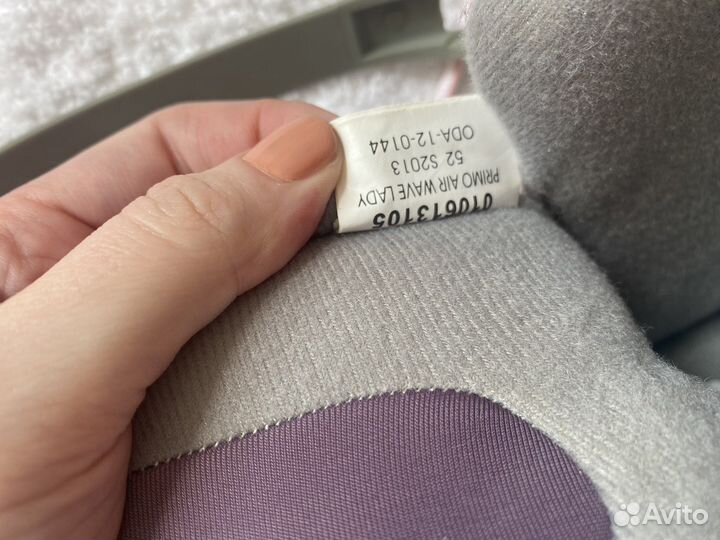 010613105
PRIMO AIR WAVE LADY
52 S2013
ODA-12-0144
Avito